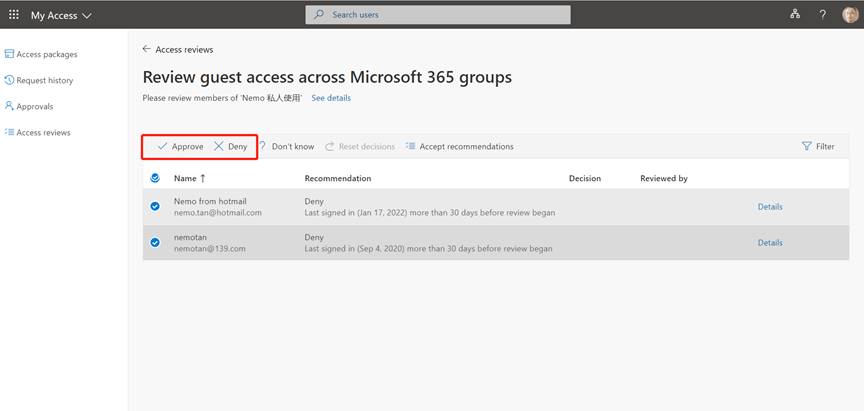 My Access
Search users
?
Access packages
Request history
Approvals
Access reviews
← Access reviews
Review guest access across Microsoft 365 groups
Please review members of 'Nemo 私人使用' See details
Approve Deny ? Don't know Reset decisions Accept recommendations Filter
Name ↑ Recommendation Decision Reviewed by
Nemo from hotmail Deny
nemo.tan@hotmail.com Last signed in (Jan 17, 2022) more than 30 days before review began Details
nemotan Deny
nemotan@139.com Last signed in (Sep 4, 2020) more than 30 days before review began Details